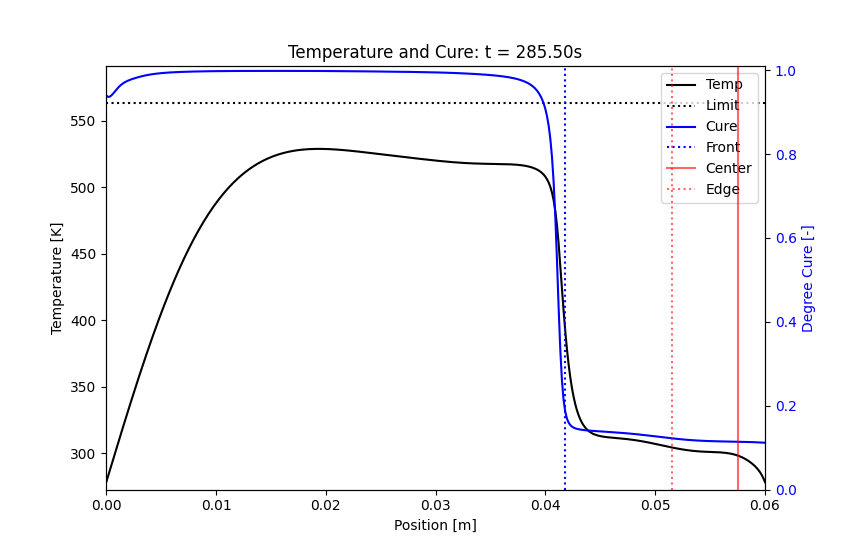 Temperature and Cure: t = 285.50s
Temperature [K]
550
500
450
400
350
300
Temp
Limit
Cure
Front
Center
Edge
1.0
0.8
0.6
0.4
0.2
0.0
Degree Cure [-]
0.00
0.01
0.02
0.03
0.04
0.05
0.06
Position [m]